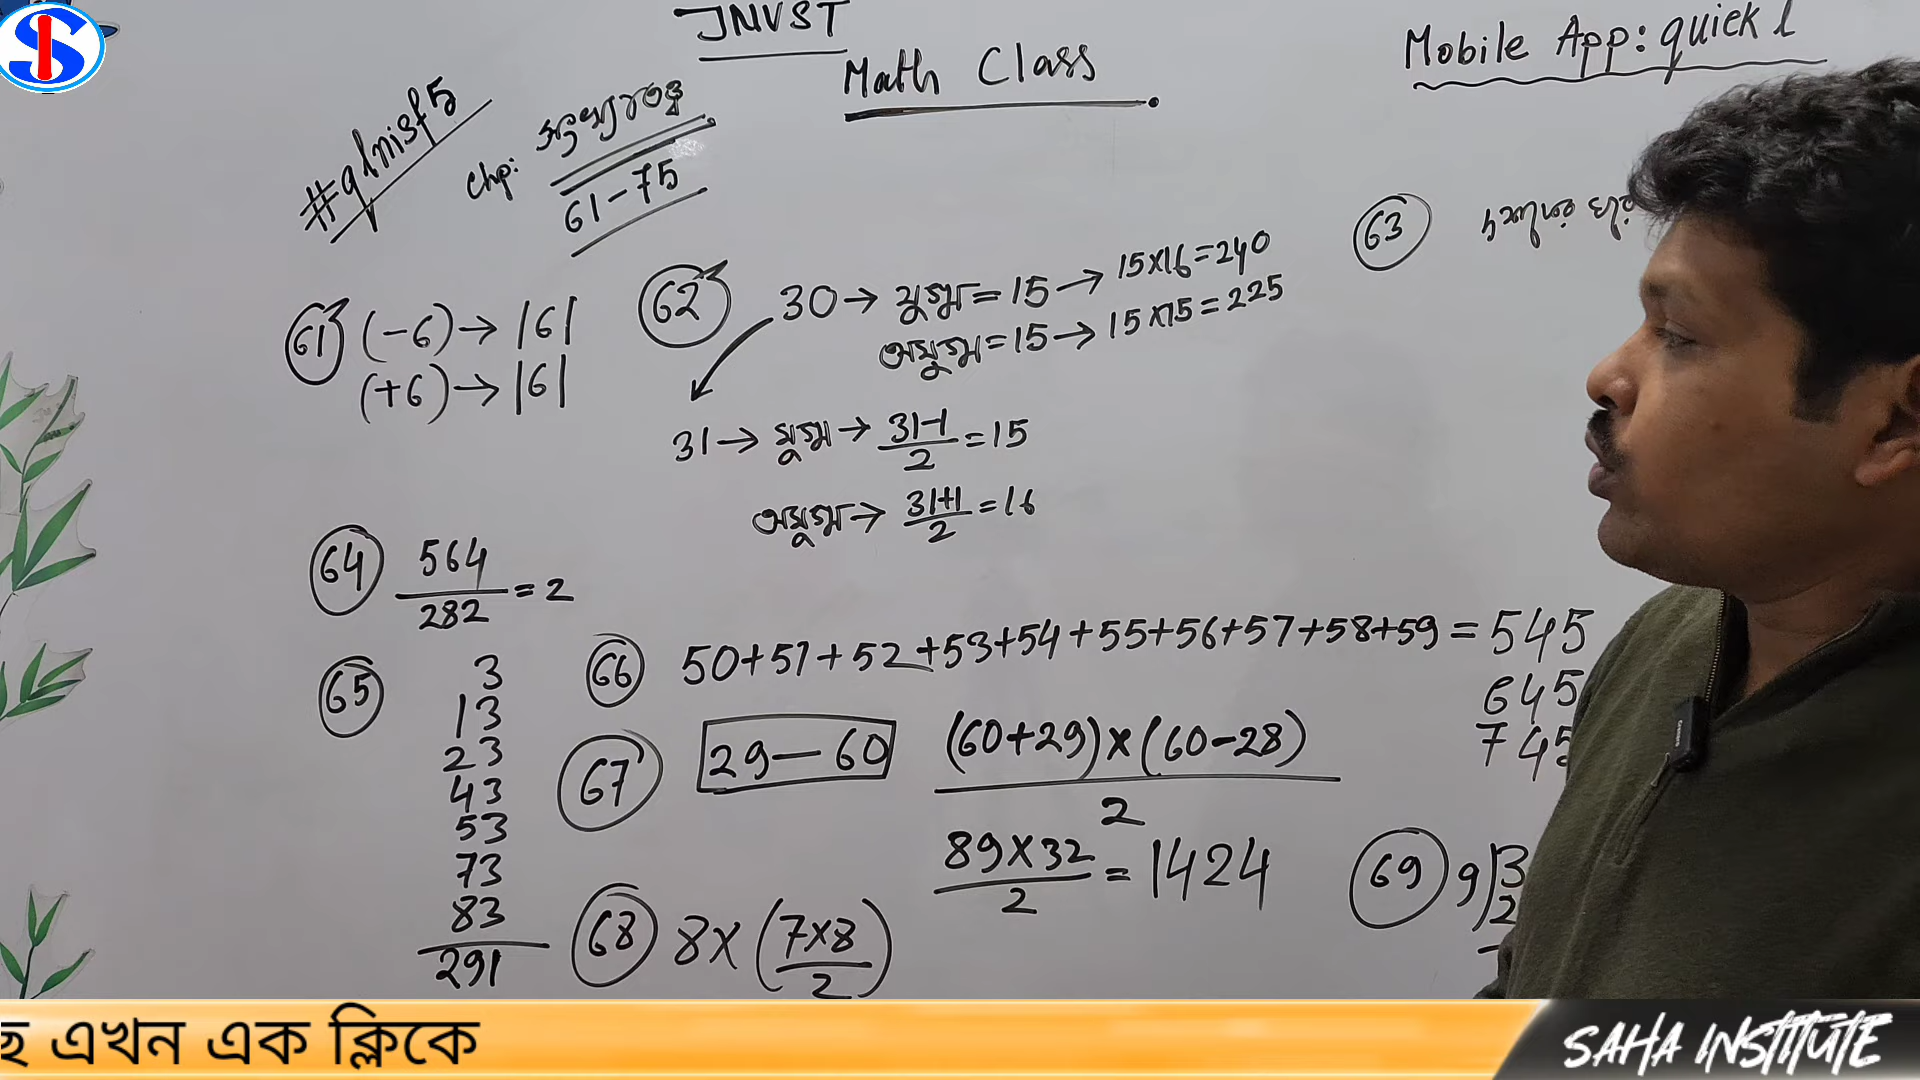 JNVST
Math Class
Mobile App: quick l
#qlnisf5
Chp:
61-75
61 (-6) → |6|
(+6) → |6|
62 30 → যুগ্ম = 15 → 15×16=240
অযুগ্ম = 15 → 15×15=225
31 → যুগ্ম → 31-1/2 = 15
অযুগ্ম → 31+1/2 = 16
63
64 564/282 = 2
65 3
13
23
43
53
73
83
291
66 50+51+52+53+54+55+56+57+58+59 = 545
645
745
67 29—60 (60+29)×(60-28)/2
89×32/2 = 1424
68 8×(7×8/2)
69 9)3
2
ছে এখন এক ক্লিকে
SAHA INSTITUTE